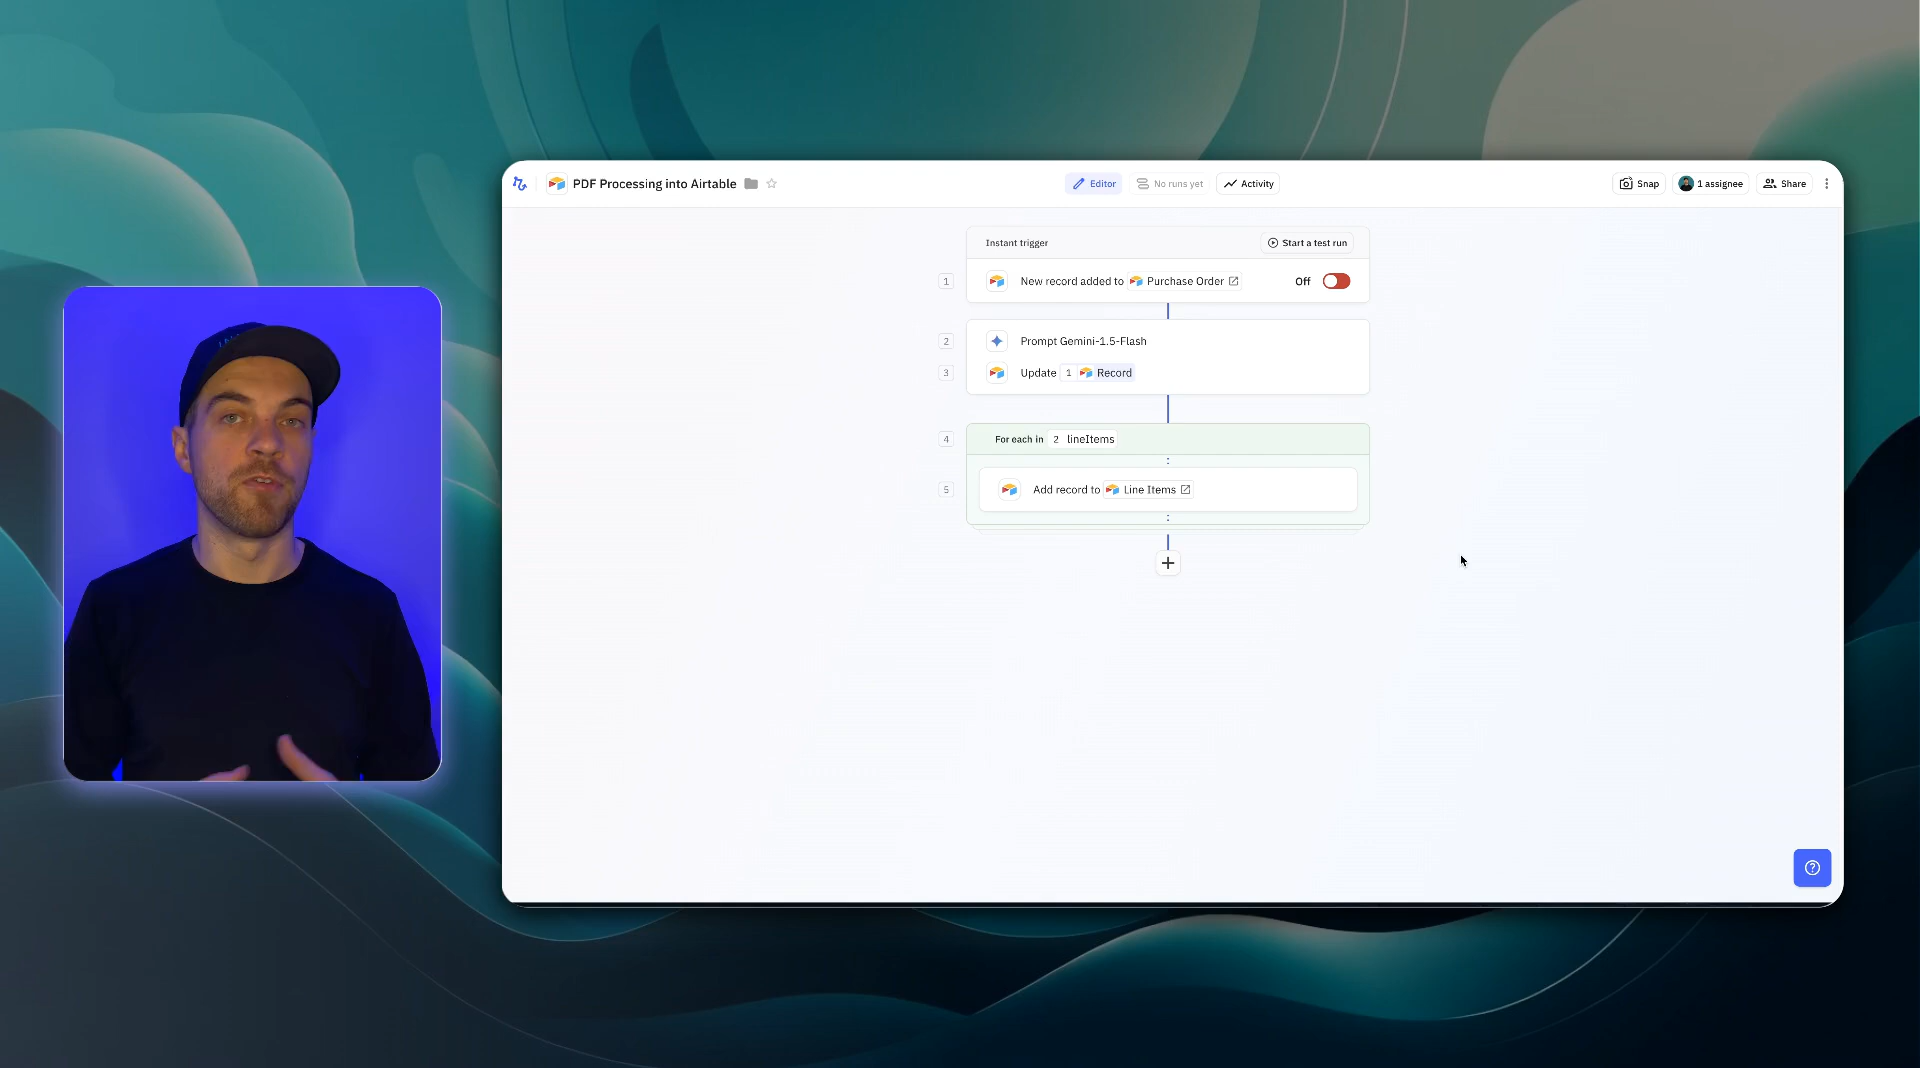 PDF Processing into Airtable
Editor
No runs yet
Activity
Snap
1 assignee
Share
Instant trigger
Start a test run
1
New record added to Purchase Order
Off
2
Prompt Gemini-1.5-Flash
3
Update 1 Record
4
For each in 2 lineItems
5
Add record to Line Items